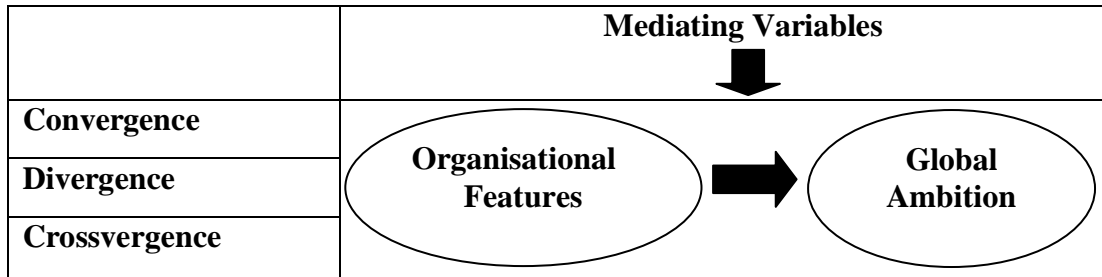 Mediating Variables
Convergence
Divergence
Crossvergence
Organisational
Features
Global
Ambition